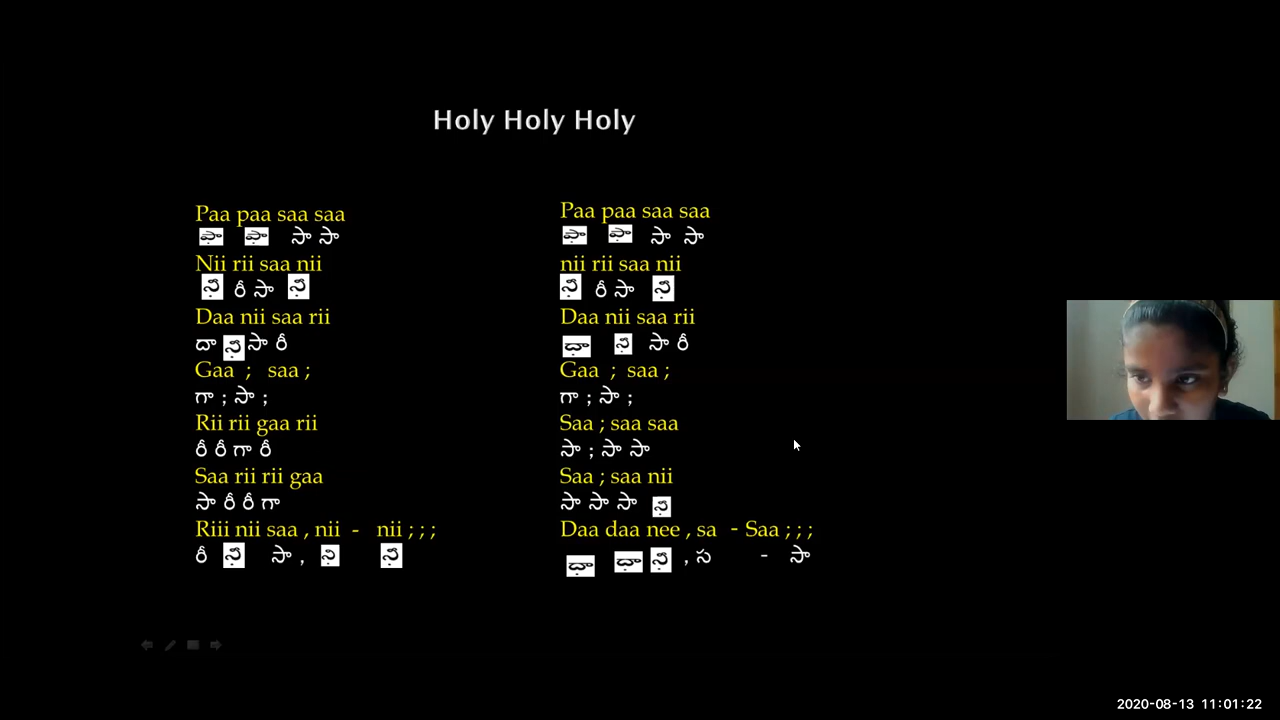 Holy Holy Holy
Paa paa saa saa
పా̣ పా̣ సా సా
Nii rii saa nii
నీ̣ రీ సా నీ̣
Daa nii saa rii
దా నీ̣ సా రీ
Gaa ; saa ;
గా ; సా ;
Rii rii gaa rii
రీ రీ గా రీ
Saa rii rii gaa
సా రీ రీ గా
Riii nii saa , nii - nii ; ; ;
రీ నీ̣ సా , ని̣ నీ̣
Paa paa saa saa
పా̣ పా̣ సా సా
nii rii saa nii
నీ̣ రీ సా నీ̣
Daa nii saa rii
దా̣ నీ̣ సా రీ
Gaa ; saa ;
గా ; సా ;
Saa ; saa saa
సా ; సా సా
Saa ; saa nii
సా సా సా నీ̣
Daa daa nee , sa - Saa ; ; ;
దా̣ దా̣ నీ̣ , స - సా
2020-08-13 11:01:22